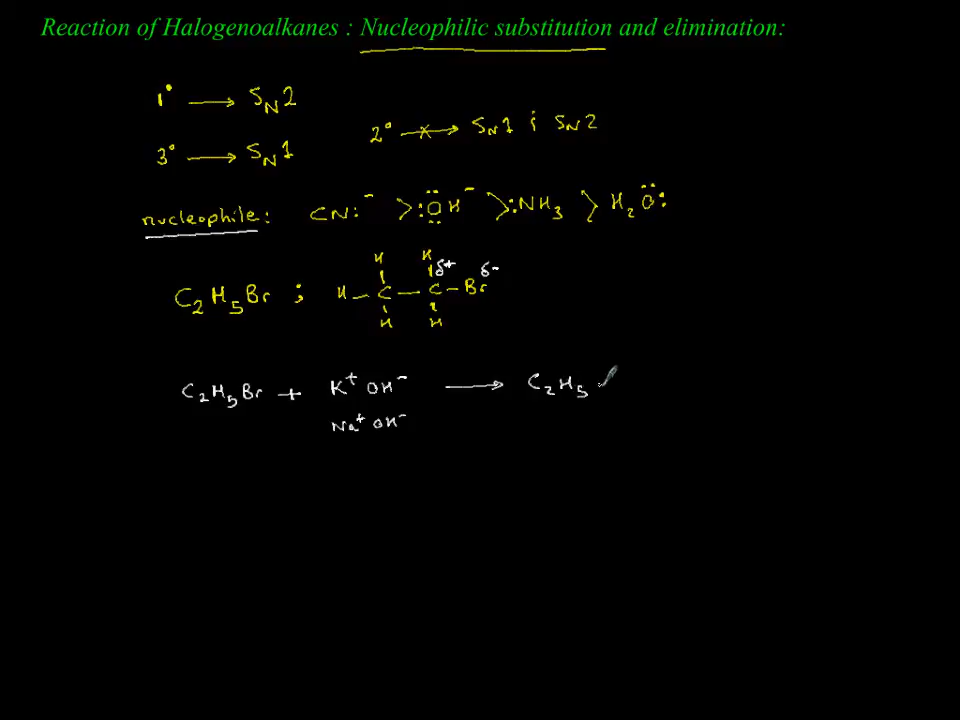 Reaction of Halogenoalkanes : Nucleophilic substitution and elimination:
1° → SN2
2° → SN1 ; SN2
3° → SN1
nucleophile: CN:⁻ > :ÖH⁻ > :NH3 > H2Ö:
H H δ+ δ-
C2H5Br ; H - C - C - Br
H H
C2H5Br + K⁺OH⁻ → C2H5
Na⁺OH⁻